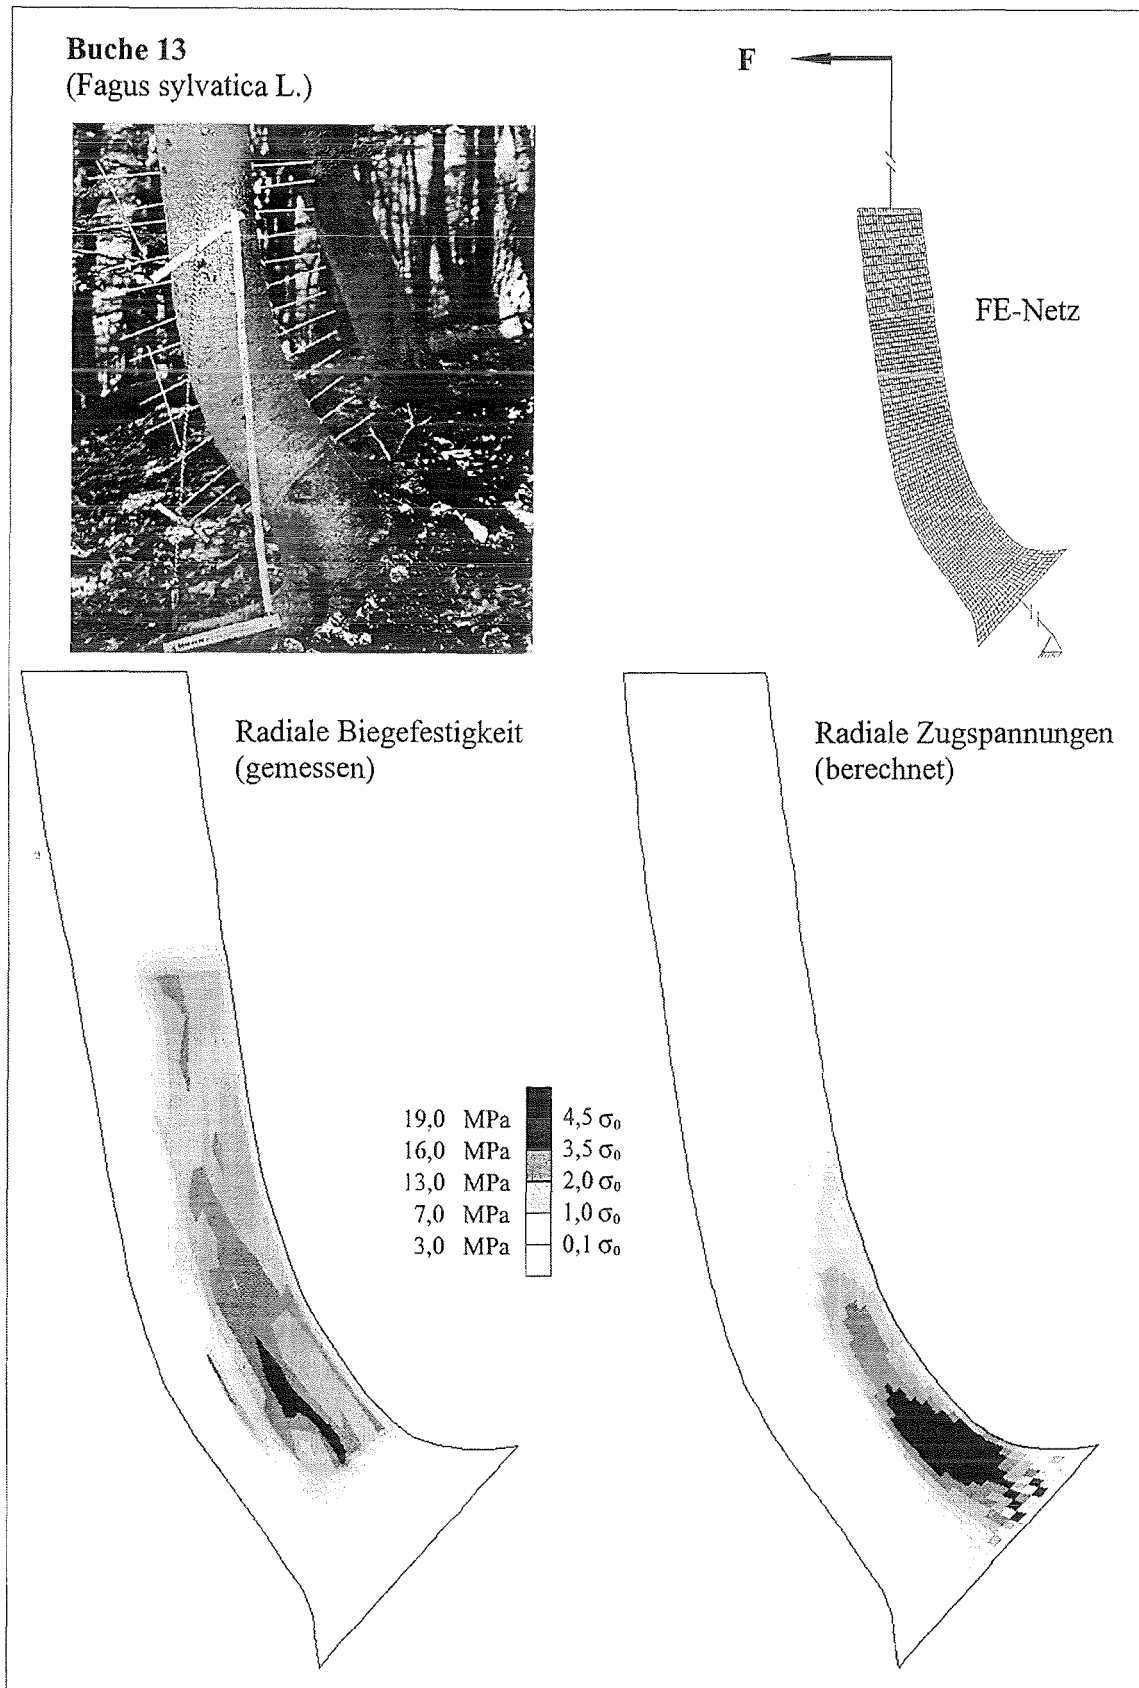 Buche 13
(Fagus sylvatica L.)
F
FE-Netz
Radiale Biegefestigkeit
(gemessen)
Radiale Zugspannungen
(berechnet)
19,0 MPa 4,5 σ₀
16,0 MPa 3,5 σ₀
13,0 MPa 2,0 σ₀
7,0 MPa 1,0 σ₀
3,0 MPa 0,1 σ₀